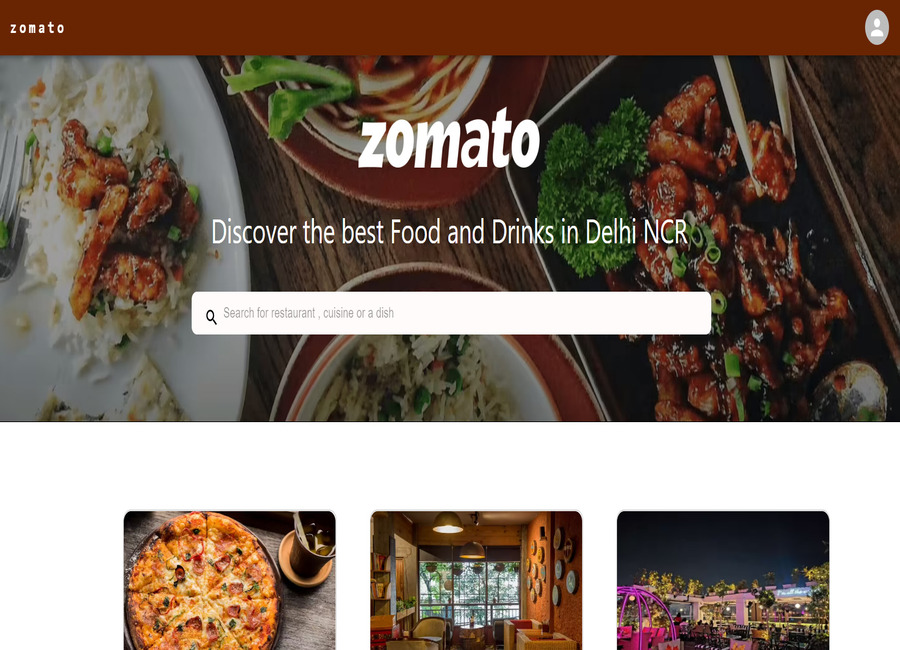 zomato
zomato
Discover the best Food and Drinks in Delhi NCR
Search for restaurant , cuisine or a dish